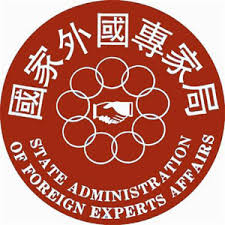 國家外國專家局
STATE ADMINISTRATION
OF FOREIGN EXPERTS AFFAIRS